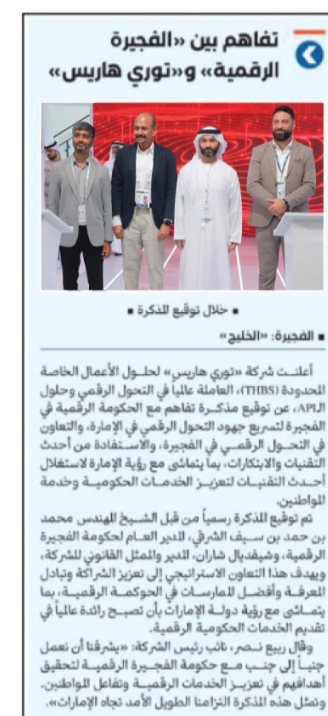 تفاهم بين «الفجيرة
الرقمية» و«توري هاريس»
■ خلال توقيع المذكرة ■
■ الفجيرة: «الخليج»
أعلنت شركة «توري هاريس» لحلول الأعمال الخاصة
المحدودة (THBS)، العاملة عالمياً في التحول الرقمي وحلول
الـAPI، عن توقيع مذكرة تفاهم مع الحكومة الرقمية في
الفجيرة لتسريع جهود التحول الرقمي في الإمارة، والتعاون
في التحول الرقمي في الفجيرة، والاستفادة من أحدث
التقنيات والابتكارات، بما يتماشى مع رؤية الإمارة لاستغلال
أحدث التقنيات لتعزيز الخدمات الحكومية وخدمة
المواطنين.
تم توقيع المذكرة رسمياً من قبل الشيخ المهندس محمد
بن حمد بن سيف الشرقي، المدير العام لحكومة الفجيرة
الرقمية، وشيفديال شاران، المدير والممثل القانوني للشركة،
ويهدف هذا التعاون الاستراتيجي إلى تعزيز الشراكة وتبادل
المعرفة وأفضل الممارسات في الحوكمة الرقمية، بما
يتماشى مع رؤية دولة الإمارات بأن تصبح رائدة عالمياً في
تقديم الخدمات الحكومية الرقمية.
وقال ربيع نصر، نائب رئيس الشركة: «يشرفنا أن نعمل
جنباً إلى جنب مع حكومة الفجيرة الرقمية لتحقيق
أهدافهم في تعزيز الخدمات الرقمية وتفاعل المواطنين.
وتمثل هذه المذكرة التزامنا الطويل الأمد تجاه الإمارات».